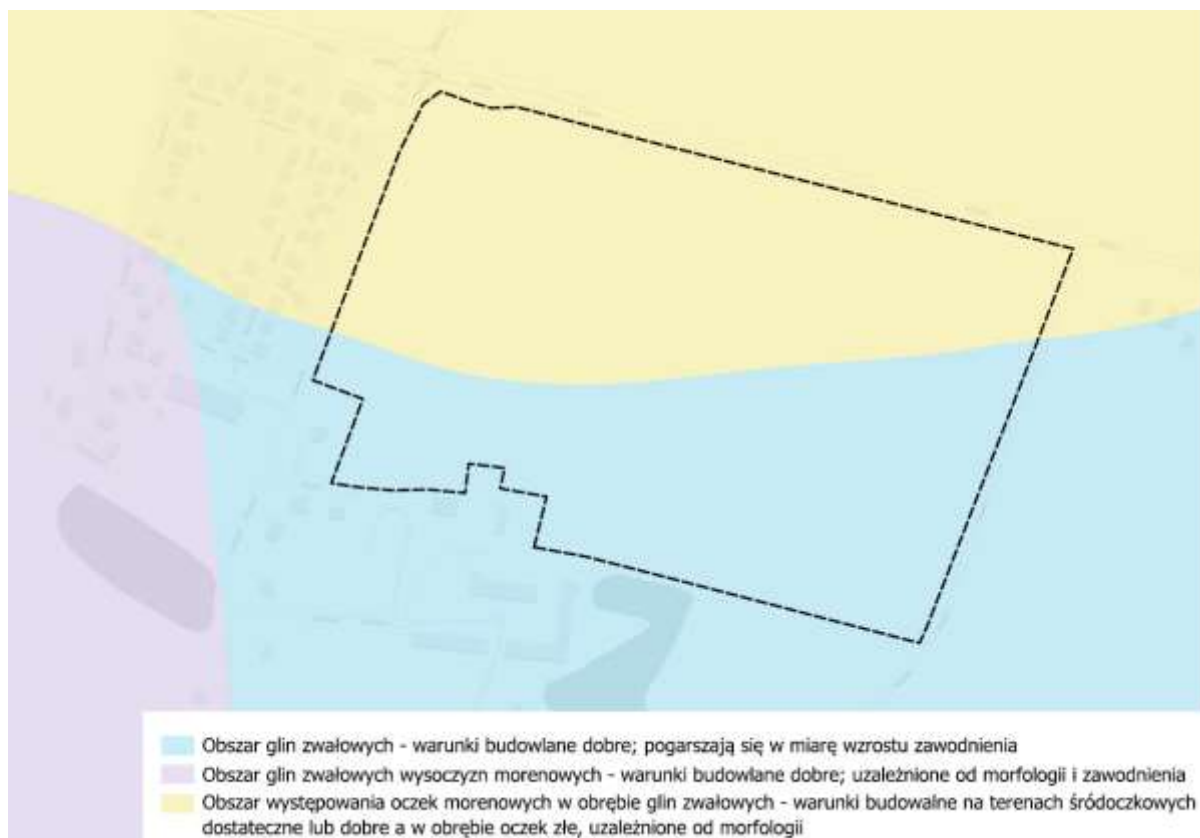 Obszar glin zwałowych - warunki budowlane dobre; pogarszają się w miarę wzrostu zawodnienia
Obszar glin zwałowych wysoczyzn morenowych - warunki budowlane dobre; uzależnione od morfologii i zawodnienia
Obszar występowania oczek morenowych w obrębie glin zwałowych - warunki budowalne na terenach śródoczkowych
dostateczne lub dobre a w obrębie oczek złe, uzależnione od morfologii